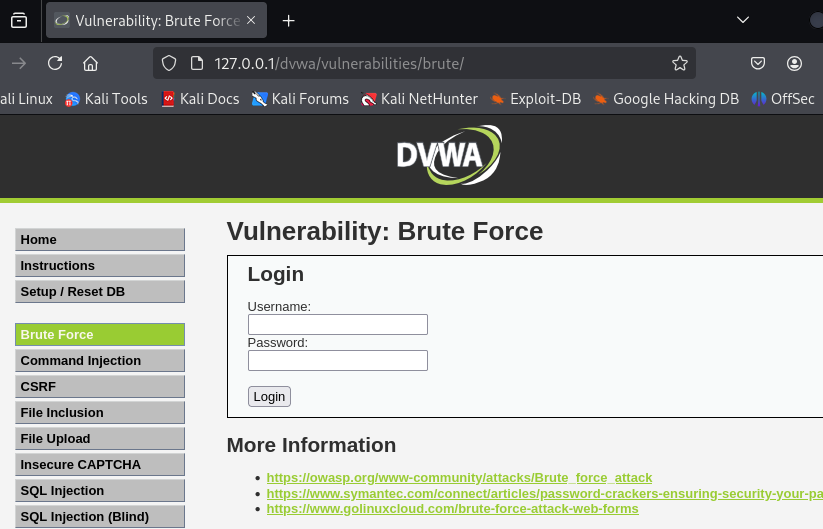 Vulnerability: Brute Force
127.0.0.1/dvwa/vulnerabilities/brute/
ali Linux Kali Tools Kali Docs Kali Forums Kali NetHunter Exploit-DB Google Hacking DB OffSec
DVWA
Home
Instructions
Setup / Reset DB
Brute Force
Command Injection
CSRF
File Inclusion
File Upload
Insecure CAPTCHA
SQL Injection
SQL Injection (Blind)
Vulnerability: Brute Force
Login
Username:
Password:
Login
More Information
https://owasp.org/www-community/attacks/Brute_force_attack
https://www.symantec.com/connect/articles/password-crackers-ensuring-security-your-pa
https://www.golinuxcloud.com/brute-force-attack-web-forms